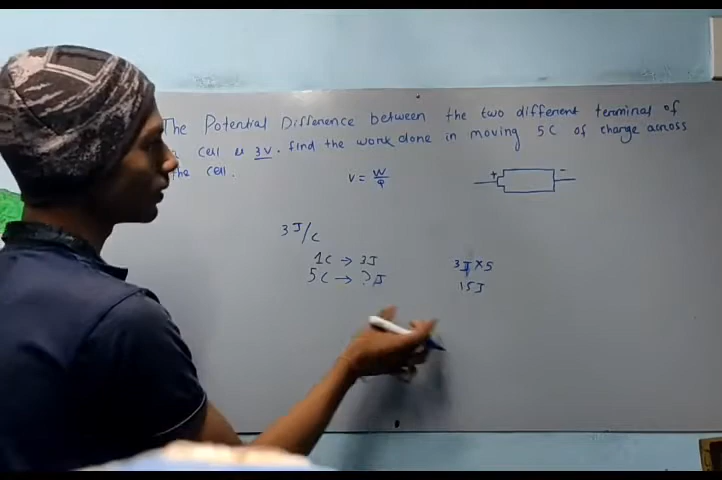 The Potential Difference between the two different terminal of
cell is 3V. find the work done in moving 5C of charge across
the cell.
V = W/q
+ -
3J/C
1C → 3J
5C → ?J
3J x 5
15J